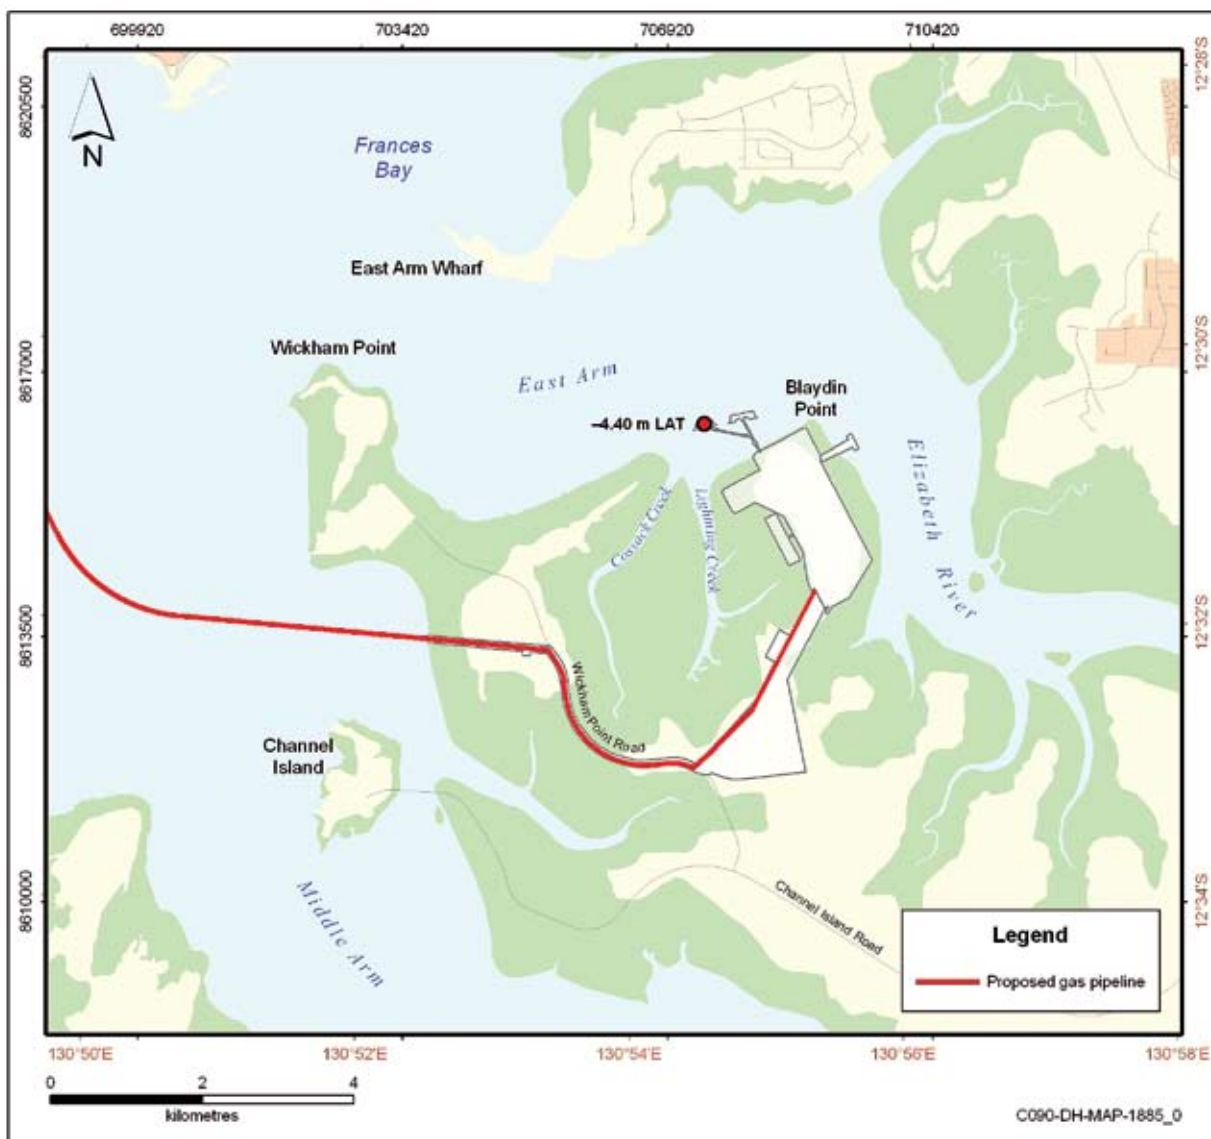 699920
703420
706920
710420
12°28'S
8620500
N
Frances
Bay
East Arm Wharf
Wickham Point
12°30'S
8617000
East Arm
Blaydin
Point
–4.40 m LAT
Elizabeth
River
Cossack Creek
Lightning Creek
8613500
12°32'S
Wickham Point Road
Channel
Island
Middle Arm
8610000
12°34'S
Channel Island Road
Legend
Proposed gas pipeline
130°50'E
130°52'E
130°54'E
130°56'E
130°58'E
0
2
4
kilometres
C090-DH-MAP-1885_0